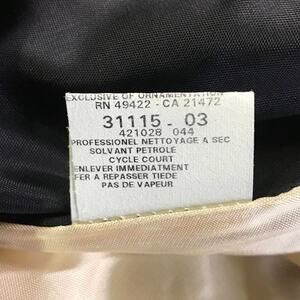 EXCLUSIVE OF ORNAMENTATION
RN 49422 - CA 21472
31115 - 03
421028 044
PROFESSIONEL NETTOYAGE A SEC
SOLVANT PETROLE
CYCLE COURT
ENLEVER IMMEDIATMENT
FER A REPASSER TIEDE
PAS DE VAPEUR